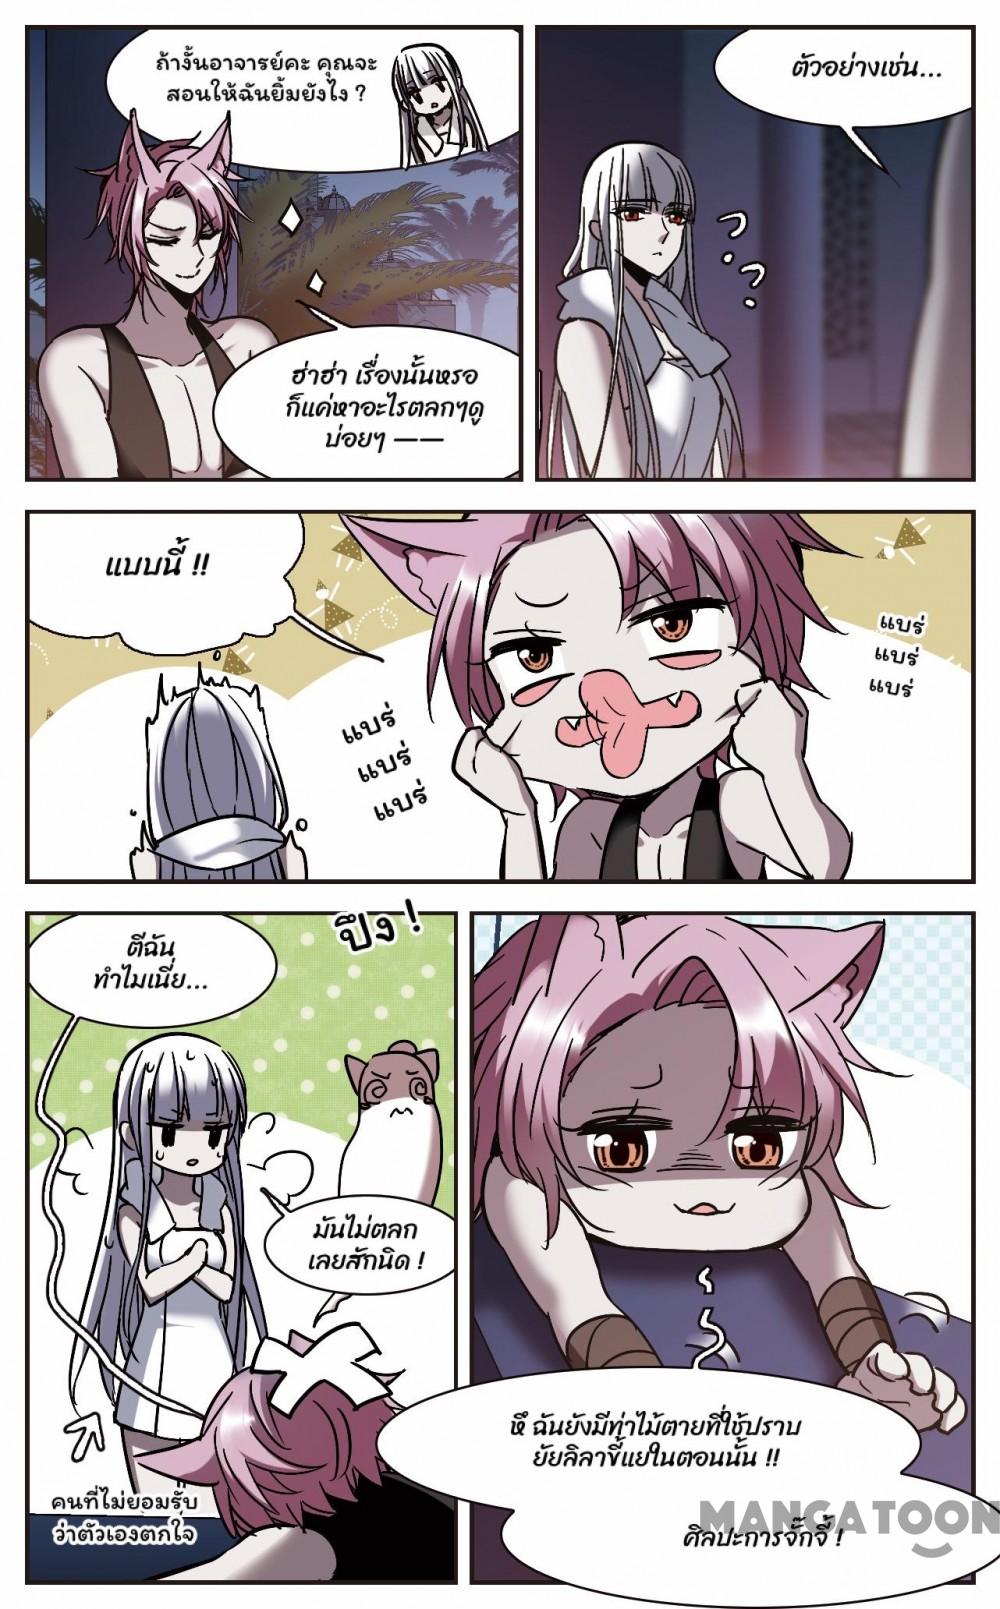 ถ้างั้นอาจารย์คะ คุณจะ
สอนให้ฉันยิ้มยังไง ?
ฮ่าฮ่า เรื่องนั้นหรอ
ก็แค่หาอะไรตลกๆดู
บ่อยๆ ——
ตัวอย่างเช่น...
แบบนี้ !!
แบร่
แบร่
แบร่
แบร่
แบร่
แบร่
ปึง !
ตีฉัน
ทำไมเนี่ย...
มันไม่ตลก
เลยสักนิด !
คนที่ไม่ยอมรับ
ว่าตัวเองตกใจ
หึ ฉันยังมีท่าไม้ตายที่ใช้ปราบ
ยัยลิลาขี้แยในตอนนั้น !!
ศิลปะการจั๊กจี้ !
MANGATOON